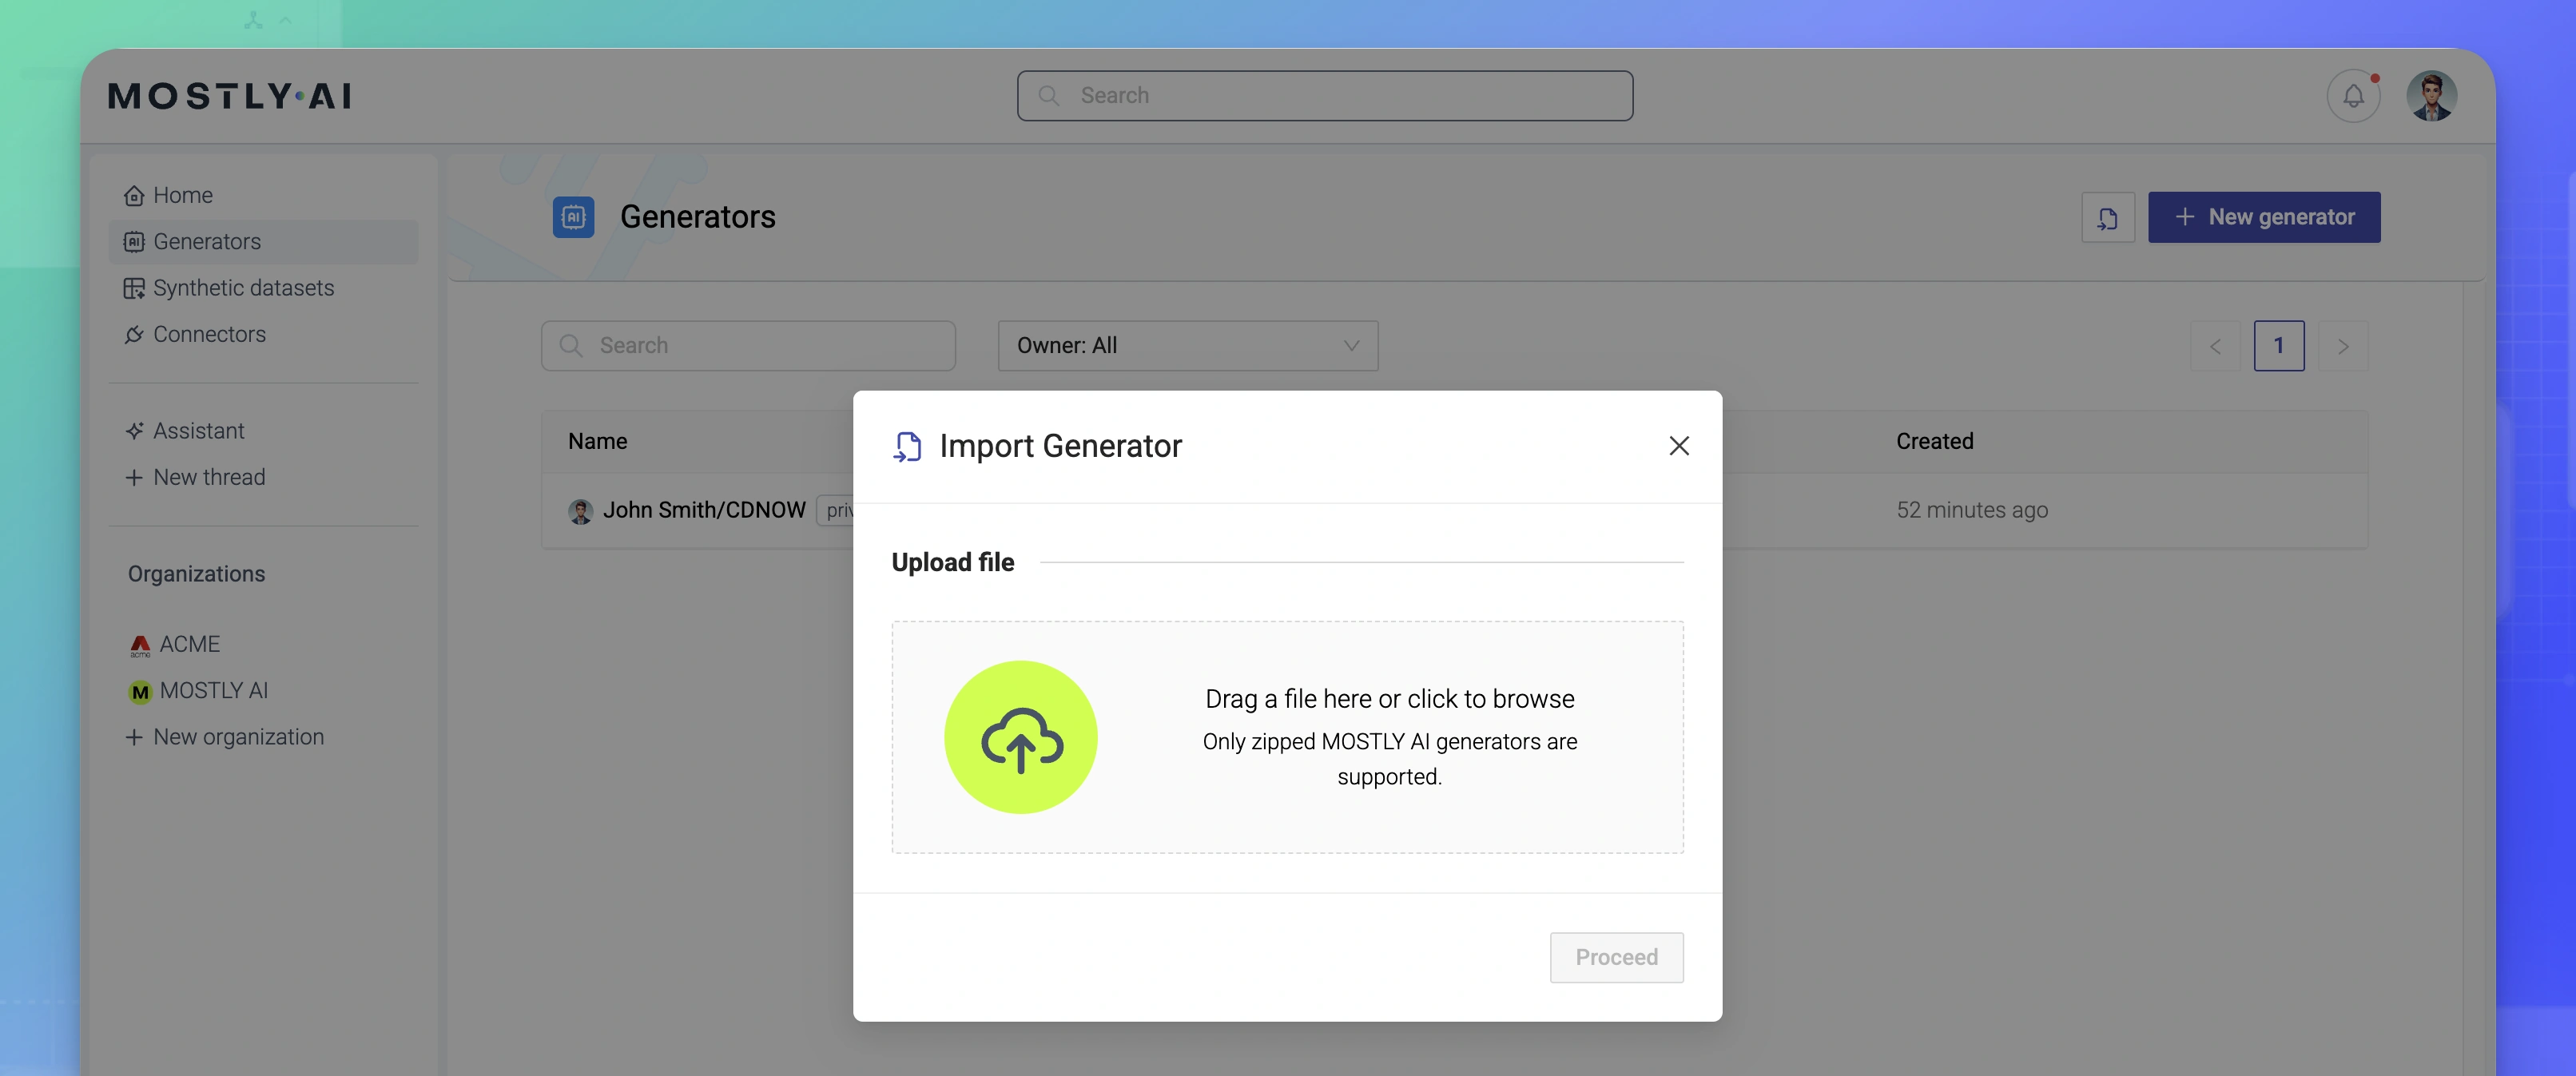 MOSTLY·AI
Search
Home
Generators
Synthetic datasets
Connectors
Assistant
New thread
Organizations
acme
ACME
M
MOSTLY AI
New organization
AI
Generators
New generator
Search
Owner: All
1
Name
Created
John Smith/CDNOW
52 minutes ago
Import Generator
Upload file
Drag a file here or click to browse
Only zipped MOSTLY AI generators are
supported.
Proceed